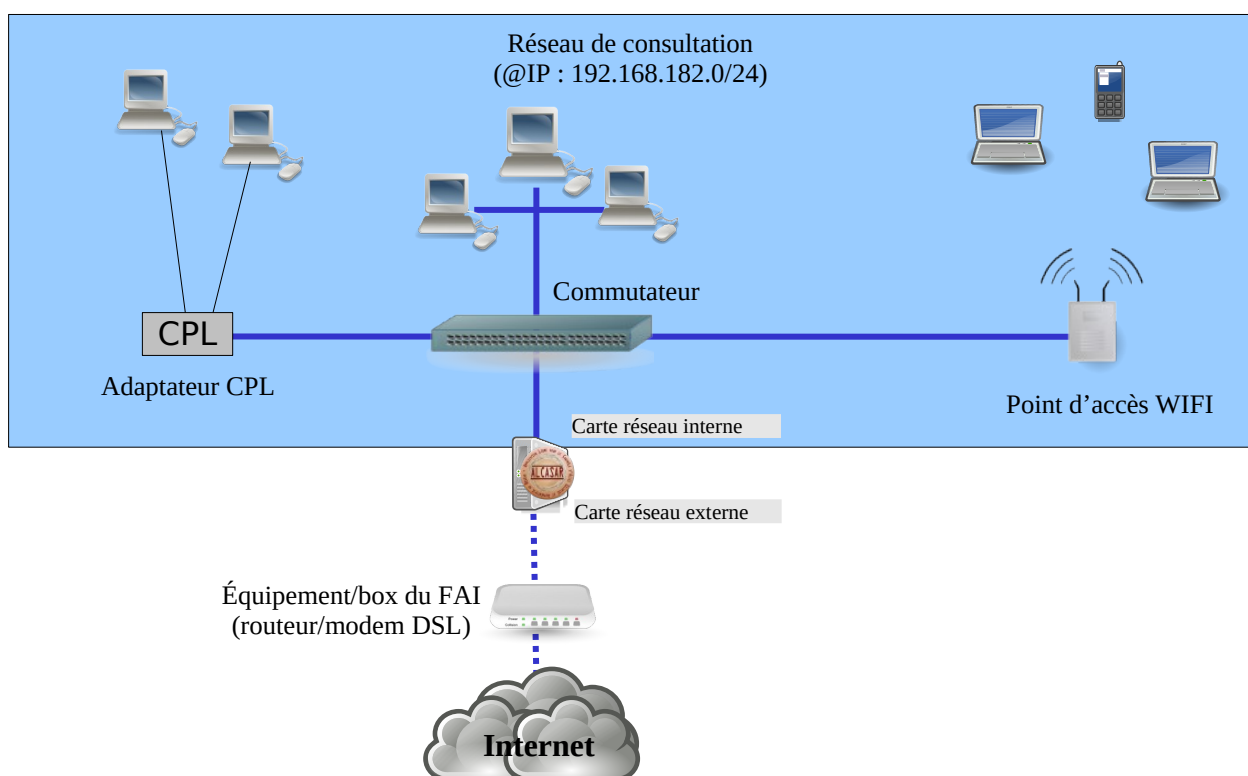 Réseau de consultation
(@IP : 192.168.182.0/24)
Commutateur
CPL
Adaptateur CPL
Point d’accès WIFI
Carte réseau interne
ALCASAR
Carte réseau externe
Équipement/box du FAI
(routeur/modem DSL)
Internet